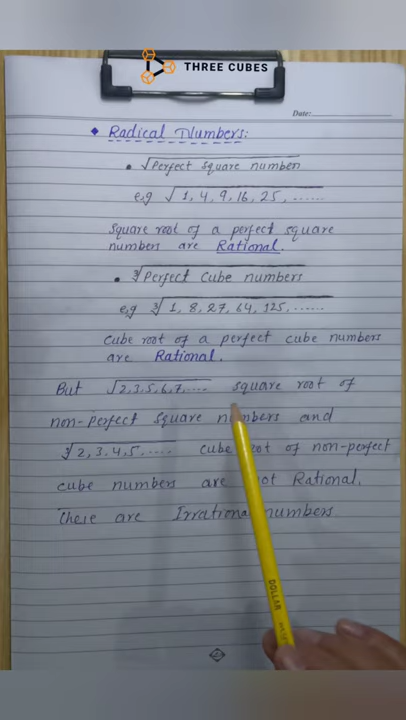 THREE CUBES
Date:
◆ Radical Numbers:
• √Perfect Square number
e.g √1, 4, 9, 16, 25, ......
Square root of a perfect square
numbers are Rational.
• ∛Perfect Cube numbers
e.g ∛1, 8, 27, 64, 125, ......
Cube root of a perfect cube numbers
are Rational.
But √2,3,5,6,7,.... square root of
non-perfect square numbers and
∛2,3,4,5,..... cube root of non-perfect
cube numbers are not Rational.
These are Irrational numbers
DOLLAR